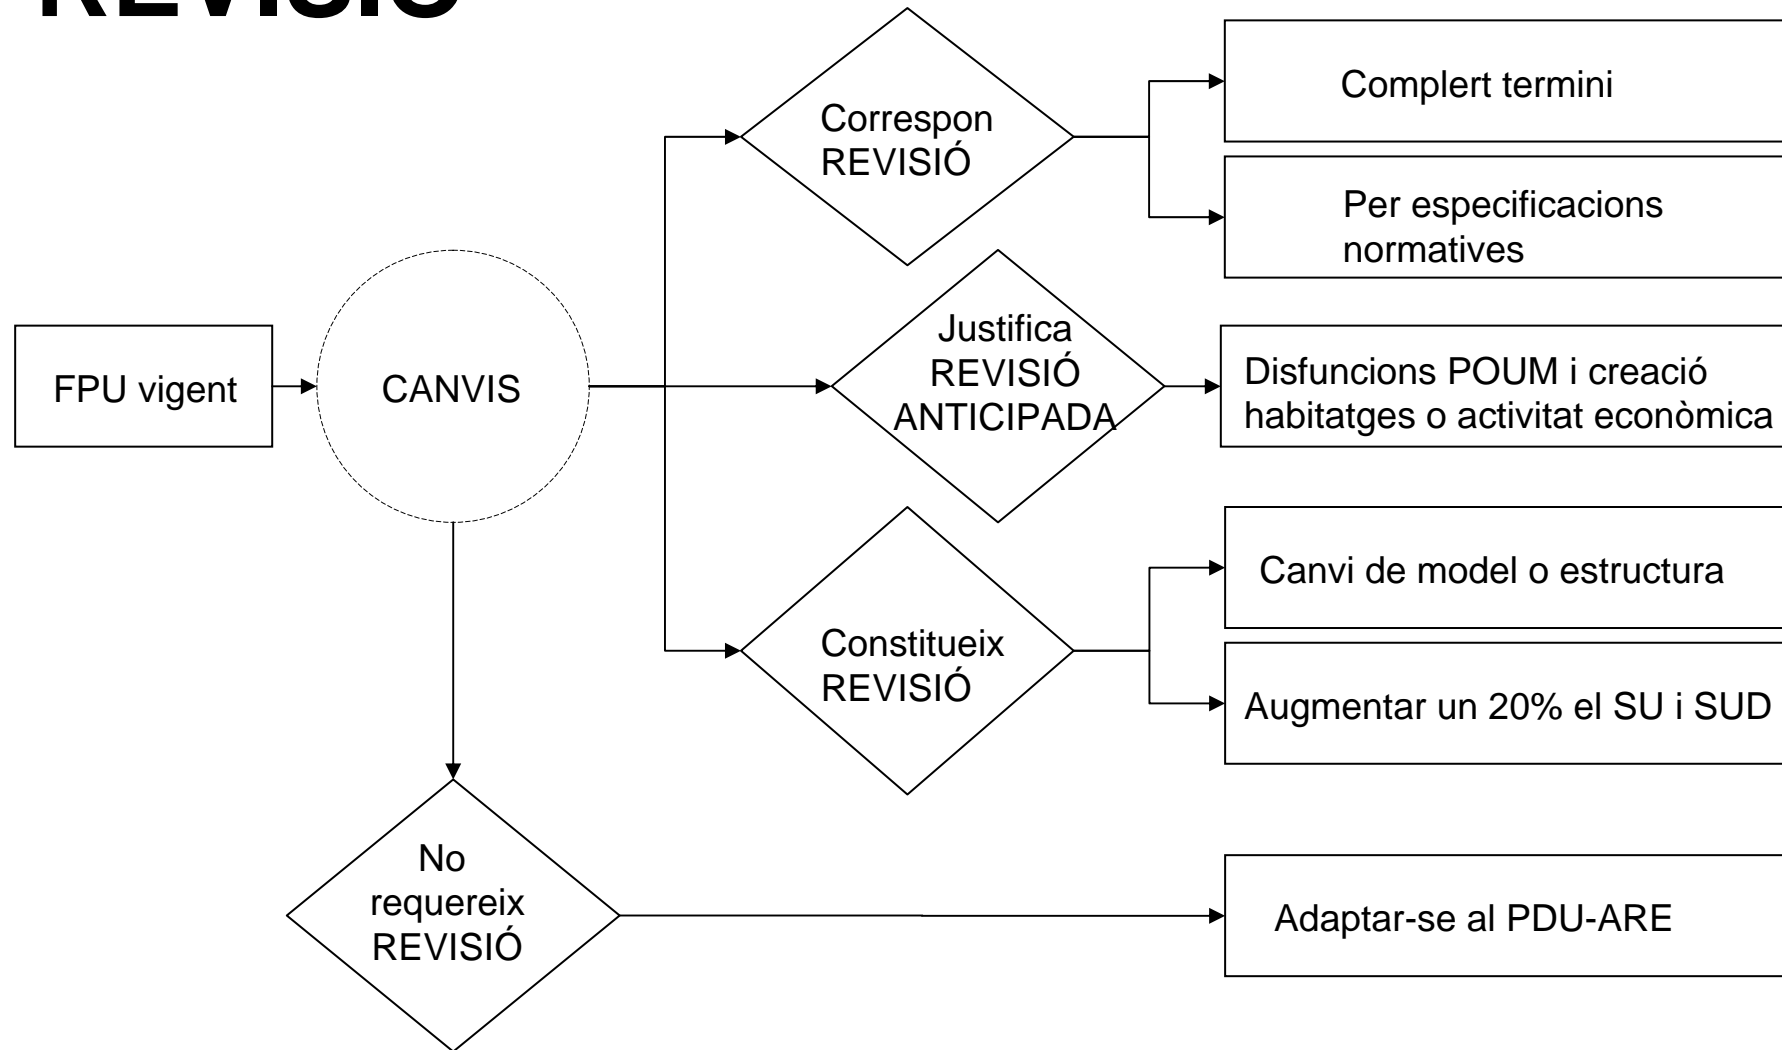 REVISIÓ
Correspon
REVISIÓ
Complert termini
Per especificacions
normatives
FPU vigent
CANVIS
Justifica
REVISIÓ
ANTICIPADA
Disfuncions POUM i creació
habitatges o activitat econòmica
Constitueix
REVISIÓ
Canvi de model o estructura
Augmentar un 20% el SU i SUD
No
requereix
REVISIÓ
Adaptar-se al PDU-ARE